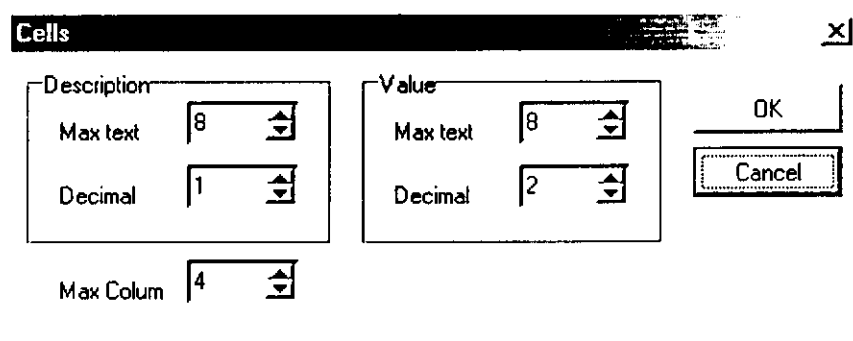 Cells
Description
Max text 8
Decimal 1
Value
Max text 8
Decimal 2
OK
Cancel
Max Colum 4